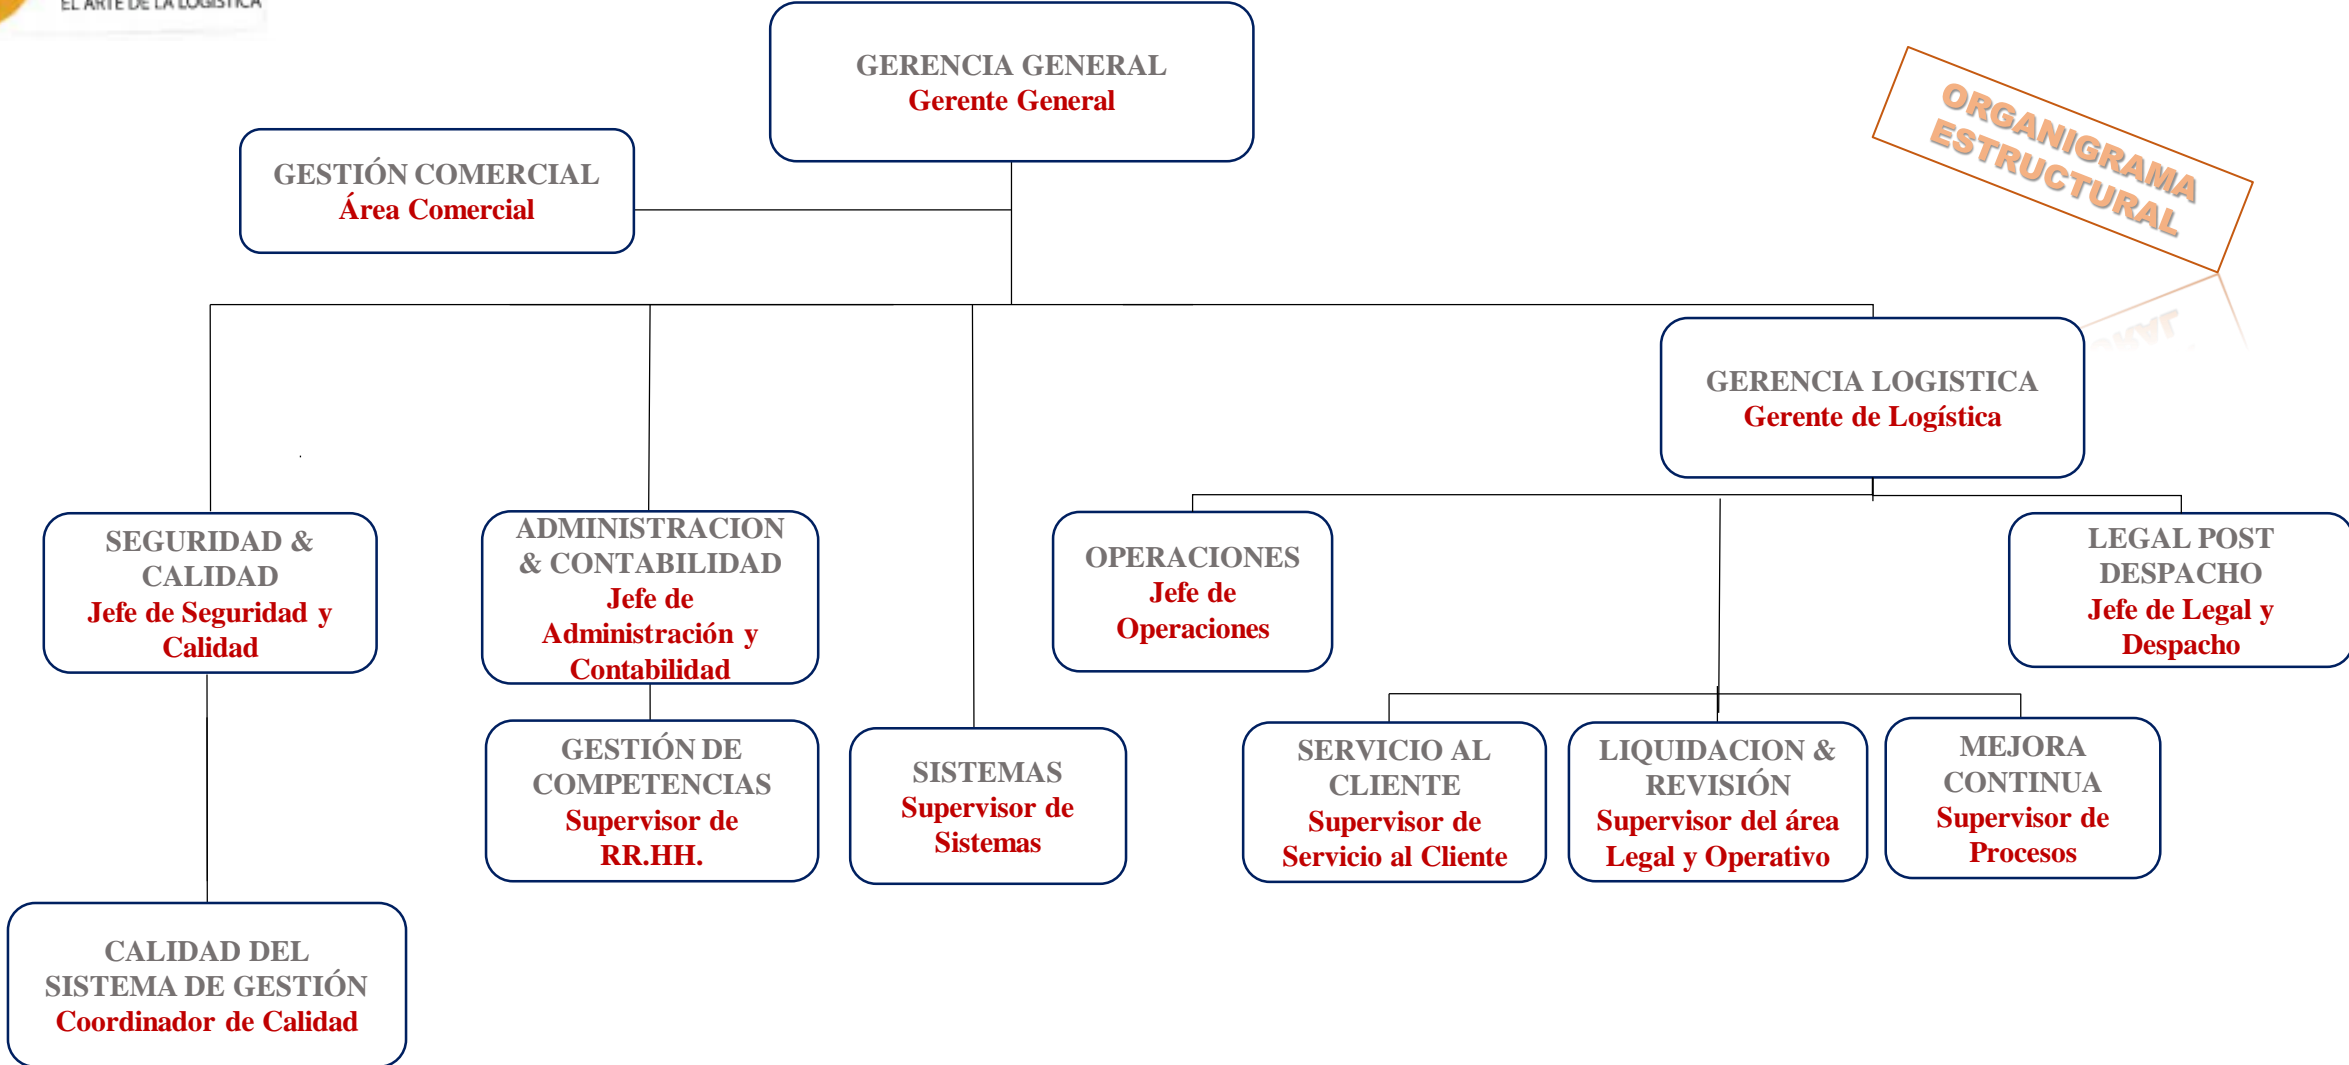 EL ARTE DE LA LOGISTICA
GERENCIA GENERAL
Gerente General
ORGANIGRAMA
ESTRUCTURAL
GESTIÓN COMERCIAL
Área Comercial
GERENCIA LOGISTICA
Gerente de Logística
SEGURIDAD &
CALIDAD
Jefe de Seguridad y
Calidad
ADMINISTRACION
& CONTABILIDAD
Jefe de
Administración y
Contabilidad
OPERACIONES
Jefe de
Operaciones
LEGAL POST
DESPACHO
Jefe de Legal y
Despacho
GESTIÓN DE
COMPETENCIAS
Supervisor de
RR.HH.
SISTEMAS
Supervisor de
Sistemas
SERVICIO AL
CLIENTE
Supervisor de
Servicio al Cliente
LIQUIDACION &
REVISIÓN
Supervisor del área
Legal y Operativo
MEJORA
CONTINUA
Supervisor de
Procesos
CALIDAD DEL
SISTEMA DE GESTIÓN
Coordinador de Calidad